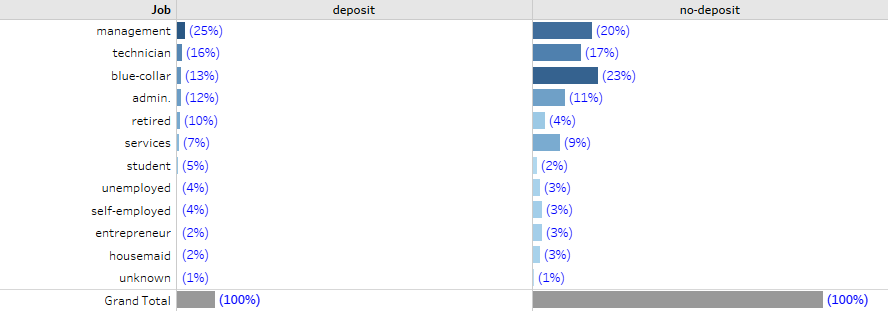 Job deposit no-deposit
management (25%) (20%)
technician (16%) (17%)
blue-collar (13%) (23%)
admin. (12%) (11%)
retired (10%) (4%)
services (7%) (9%)
student (5%) (2%)
unemployed (4%) (3%)
self-employed (4%) (3%)
entrepreneur (2%) (3%)
housemaid (2%) (3%)
unknown (1%) (1%)
Grand Total (100%) (100%)